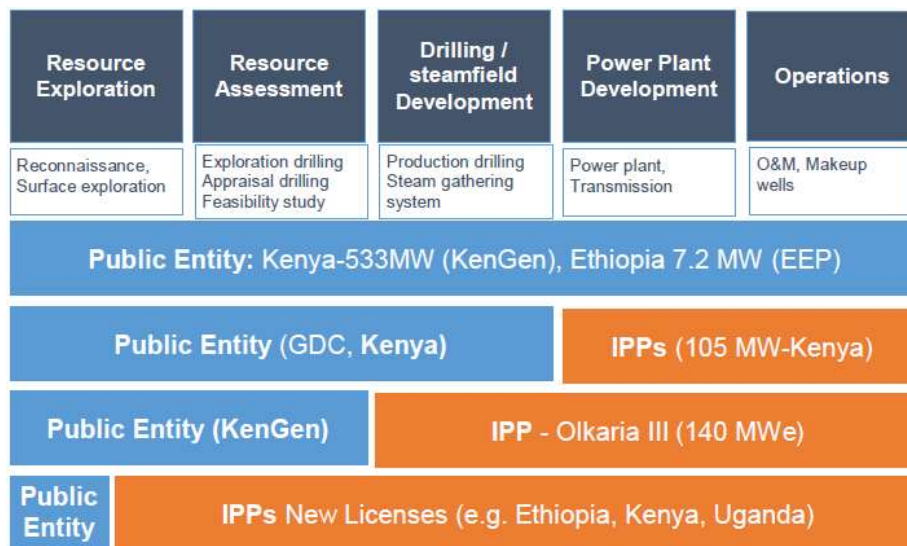 Resource
Exploration
Resource
Assessment
Drilling /
steamfield
Development
Power Plant
Development
Operations
Reconnaissance,
Surface exploration
Exploration drilling
Appraisal drilling
Feasibility study
Production drilling
Steam gathering
system
Power plant,
Transmission
O&M, Makeup
wells
Public Entity: Kenya-533MW (KenGen), Ethiopia 7.2 MW (EEP)
Public Entity (GDC, Kenya)
IPPs (105 MW-Kenya)
Public Entity (KenGen)
IPP - Olkaria III (140 MWe)
Public
Entity
IPPs New Licenses (e.g. Ethiopia, Kenya, Uganda)